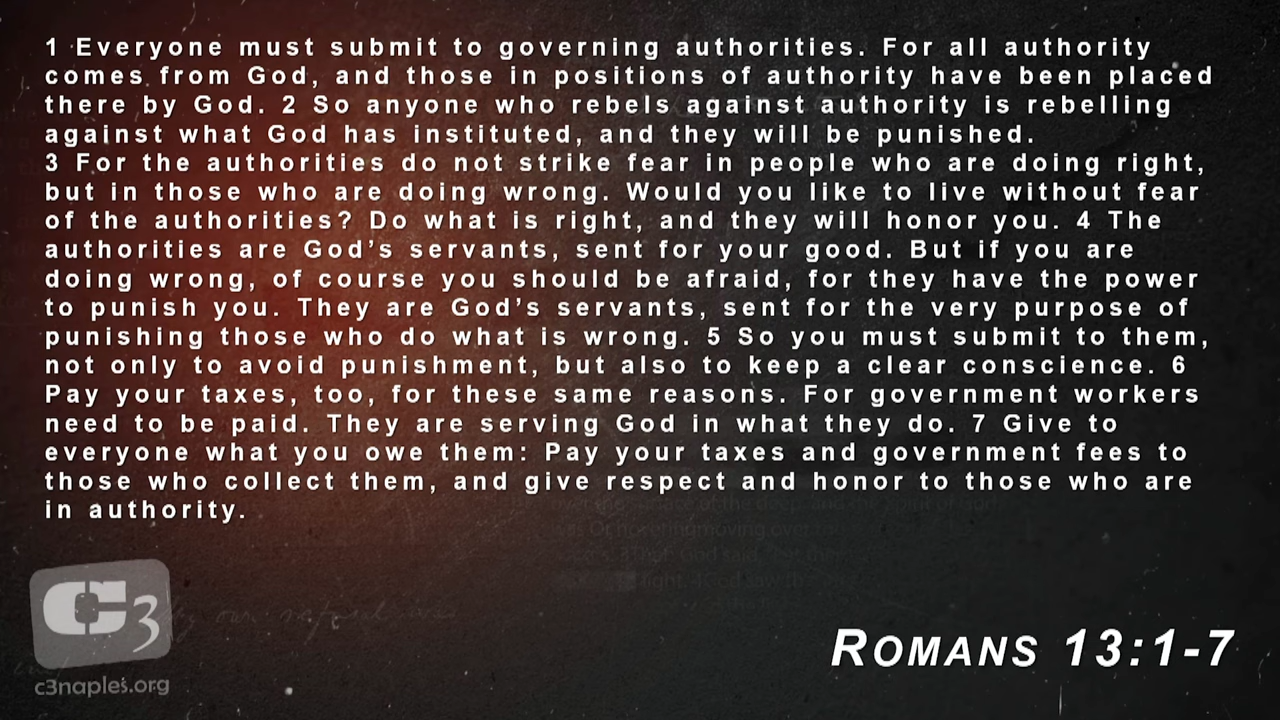 1 Everyone must submit to governing authorities. For all authority
comes from God, and those in positions of authority have been placed
there by God. 2 So anyone who rebels against authority is rebelling
against what God has instituted, and they will be punished.
3 For the authorities do not strike fear in people who are doing right,
but in those who are doing wrong. Would you like to live without fear
of the authorities? Do what is right, and they will honor you. 4 The
authorities are God’s servants, sent for your good. But if you are
doing wrong, of course you should be afraid, for they have the power
to punish you. They are God’s servants, sent for the very purpose of
punishing those who do what is wrong. 5 So you must submit to them,
not only to avoid punishment, but also to keep a clear conscience. 6
Pay your taxes, too, for these same reasons. For government workers
need to be paid. They are serving God in what they do. 7 Give to
everyone what you owe them: Pay your taxes and government fees to
those who collect them, and give respect and honor to those who are
in authority.
C3
c3naples.org
ROMANS 13:1-7